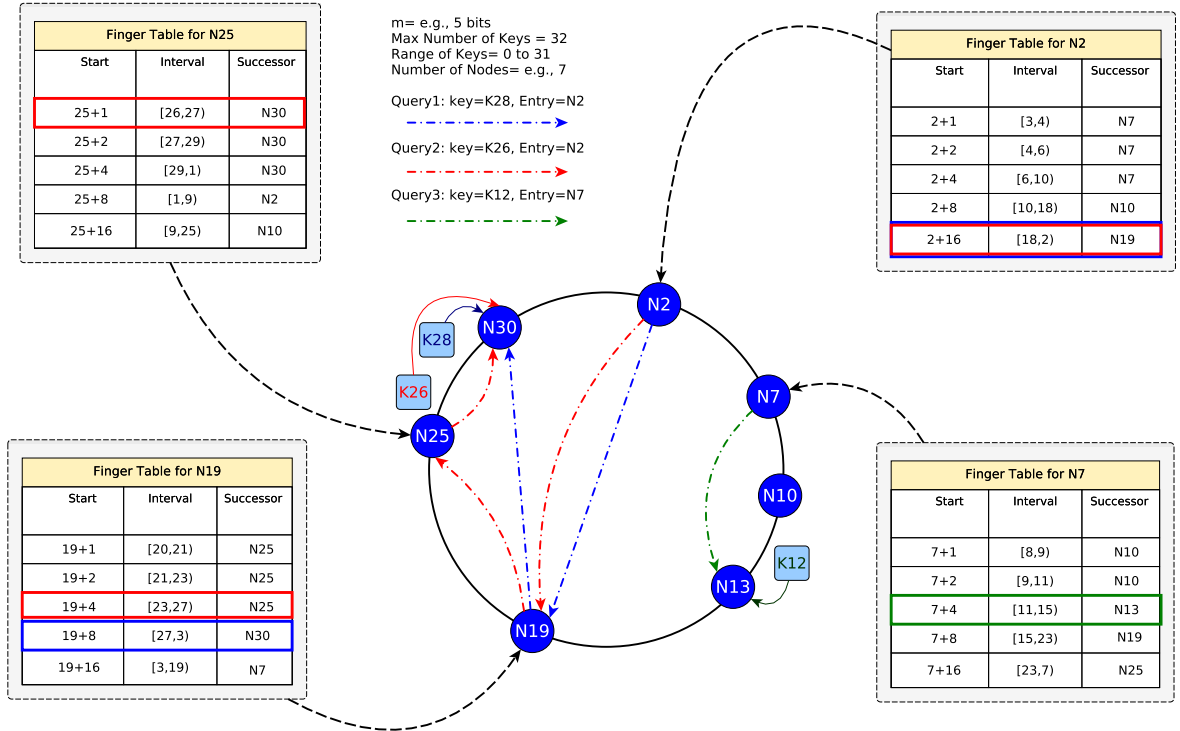 Finger Table for N25
Start Interval Successor
25+1 [26,27) N30
25+2 [27,29) N30
25+4 [29,1) N30
25+8 [1,9) N2
25+16 [9,25) N10
m= e.g., 5 bits
Max Number of Keys = 32
Range of Keys= 0 to 31
Number of Nodes= e.g., 7
Query1: key=K28, Entry=N2
Query2: key=K26, Entry=N2
Query3: key=K12, Entry=N7
Finger Table for N2
Start Interval Successor
2+1 [3,4) N7
2+2 [4,6) N7
2+4 [6,10) N7
2+8 [10,18) N10
2+16 [18,2) N19
N2
N30
K28
K26
N7
N25
N10
K12
N13
N19
Finger Table for N19
Start Interval Successor
19+1 [20,21) N25
19+2 [21,23) N25
19+4 [23,27) N25
19+8 [27,3) N30
19+16 [3,19) N7
Finger Table for N7
Start Interval Successor
7+1 [8,9) N10
7+2 [9,11) N10
7+4 [11,15) N13
7+8 [15,23) N19
7+16 [23,7) N25